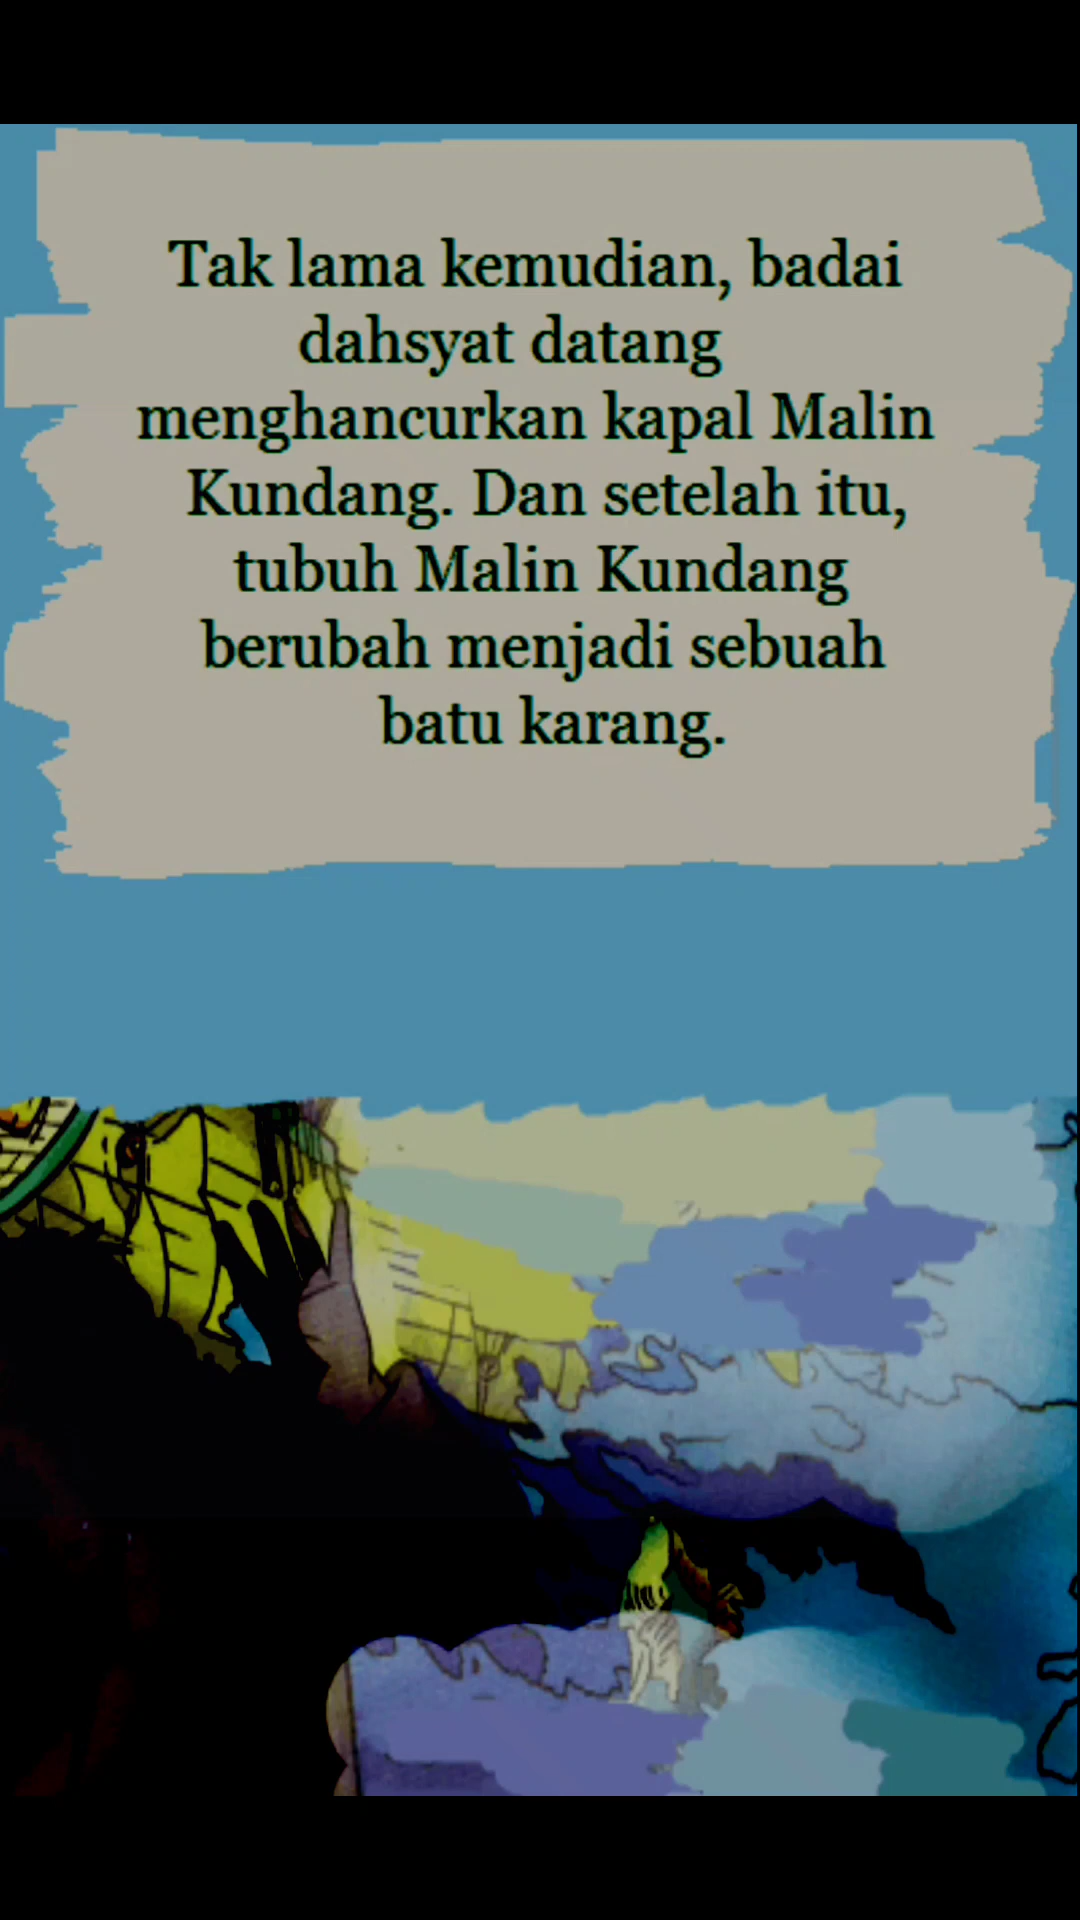 Tak lama kemudian, badai
dahsyat datang
menghancurkan kapal Malin
Kundang. Dan setelah itu,
tubuh Malin Kundang
berubah menjadi sebuah
batu karang.